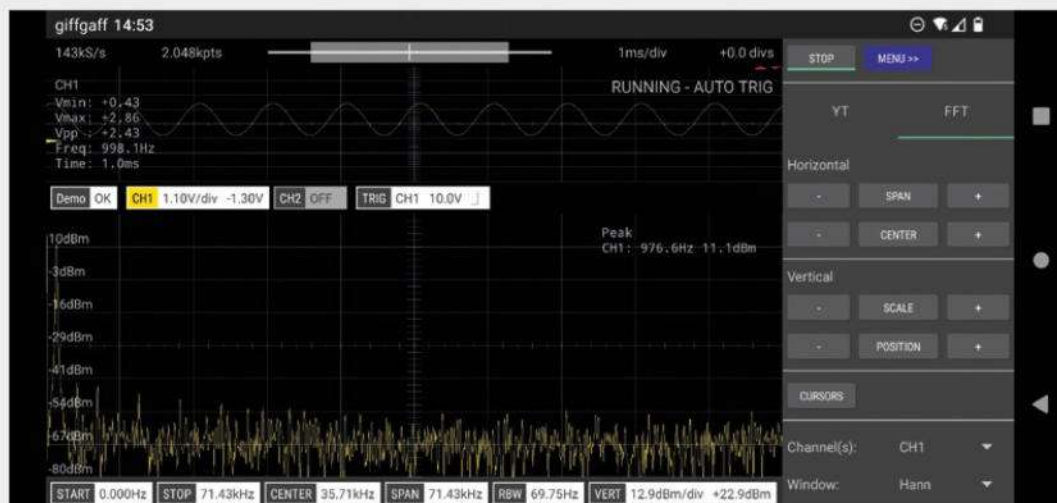 giffgaff 14:53
143kS/s 2.048kpts 1ms/div +0.0 divs
STOP MENU >>
CH1
RUNNING - AUTO TRIG
Vmin: +0.43
Vmax: +2.86
Vpp : +2.43
Freq: 998.1Hz
Time: 1.0ms
YT FFT
Horizontal
- SPAN +
- CENTER +
Demo OK CH1 1.10V/div -1.30V CH2 OFF TRIG CH1 10.0V
Peak
CH1: 976.6Hz 11.1dBm
10dBm
-3dBm
-16dBm
-29dBm
-41dBm
-54dBm
-67dBm
-80dBm
Vertical
- SCALE +
- POSITION +
CURSORS
Channel(s): CH1
Window: Hann
START 0.000Hz STOP 71.43kHz CENTER 35.71kHz SPAN 71.43kHz RBW 69.75Hz VERT 12.9dBm/div +22.9dBm